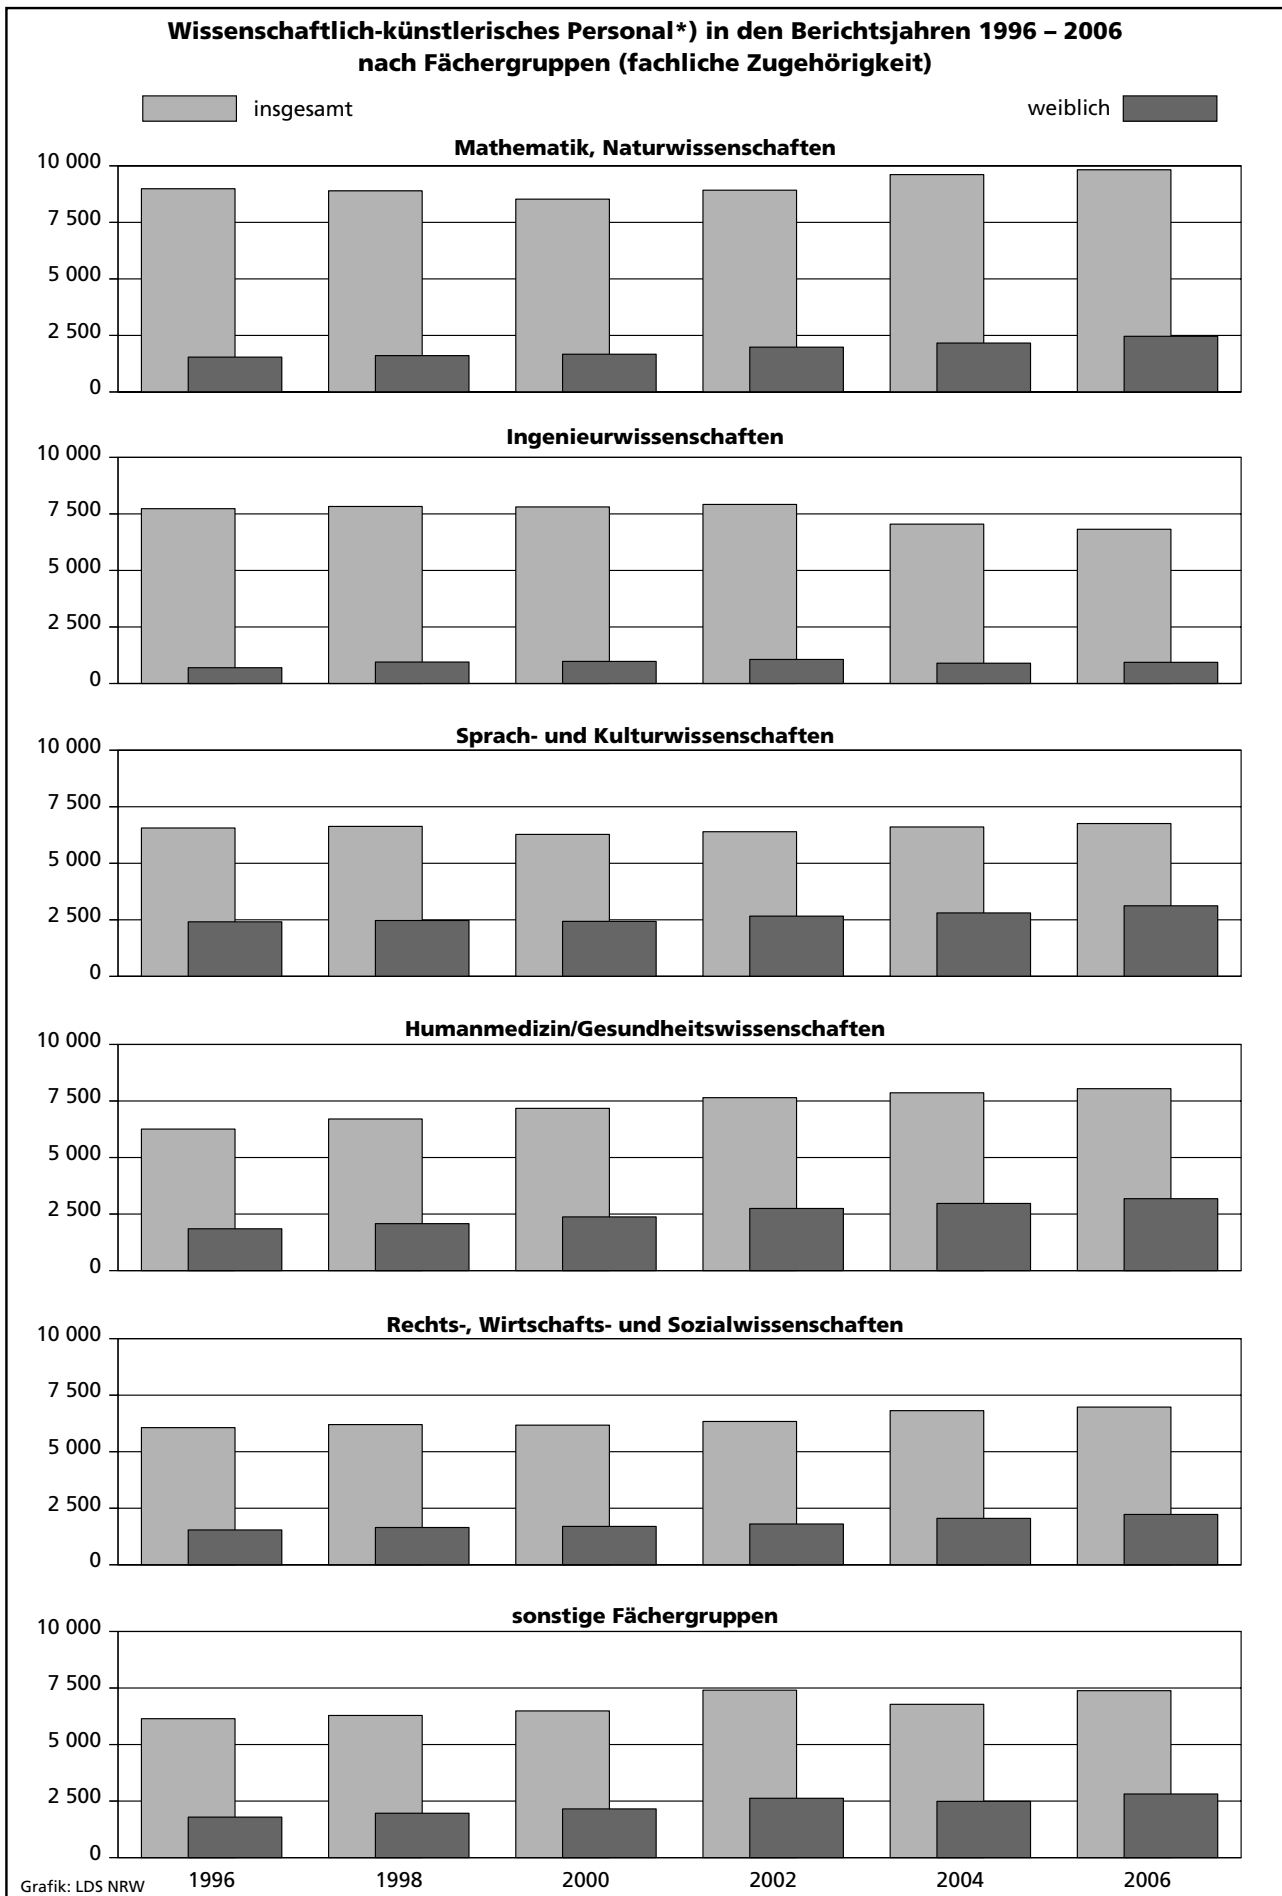 Wissenschaftlich-künstlerisches Personal*) in den Berichtsjahren 1996 – 2006
nach Fächergruppen (fachliche Zugehörigkeit)
insgesamt
weiblich
Mathematik, Naturwissenschaften
10 000
7 500
5 000
2 500
0
Ingenieurwissenschaften
10 000
7 500
5 000
2 500
0
Sprach- und Kulturwissenschaften
10 000
7 500
5 000
2 500
0
Humanmedizin/Gesundheitswissenschaften
10 000
7 500
5 000
2 500
0
Rechts-, Wirtschafts- und Sozialwissenschaften
10 000
7 500
5 000
2 500
0
sonstige Fächergruppen
10 000
7 500
5 000
2 500
0
1996 1998 2000 2002 2004 2006
Grafik: LDS NRW